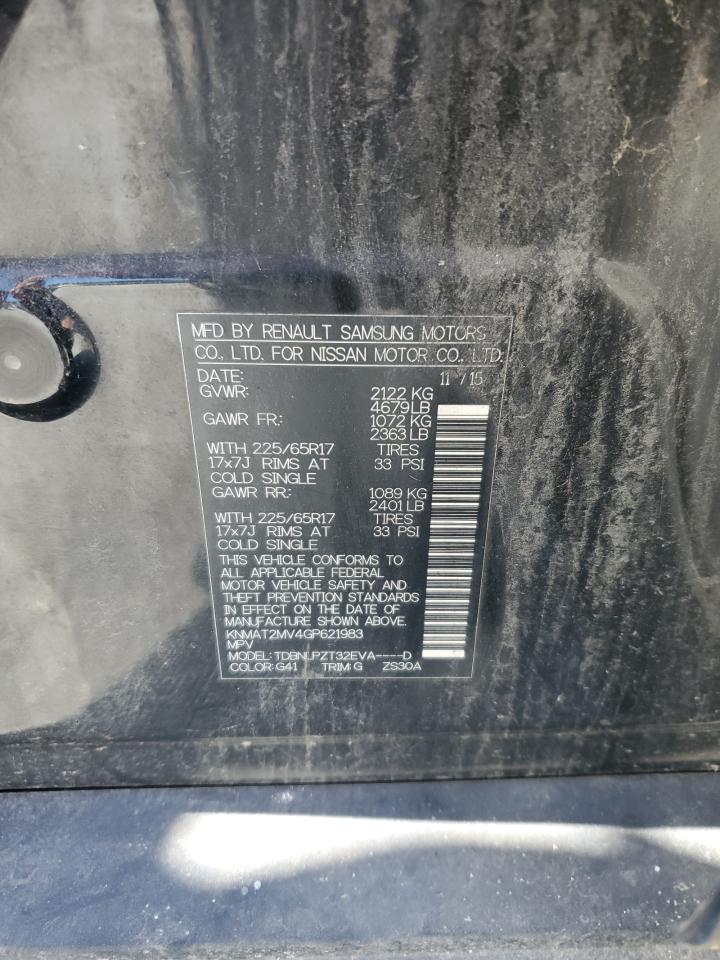 MFD BY RENAULT SAMSUNG MOTORS
CO., LTD. FOR NISSAN MOTOR CO., LTD.
DATE: 11 / 15
GVWR: 2122 KG
4679 LB
GAWR FR.: 1072 KG
2363 LB
WITH 225/65R17 TIRES
17x7J RIMS AT 33 PSI
COLD SINGLE
GAWR RR.: 1089 KG
2401 LB
WITH 225/65R17 TIRES
17x7J RIMS AT 33 PSI
COLD SINGLE
THIS VEHICLE CONFORMS TO
ALL APPLICABLE FEDERAL
MOTOR VEHICLE SAFETY AND
THEFT PREVENTION STANDARDS
IN EFFECT ON THE DATE OF
MANUFACTURE SHOWN ABOVE.
KNMAT2MV4GP621983
MPV
MODEL: TDBNLPZT32EVA----D
COLOR: G41 TRIM: G ZS30A